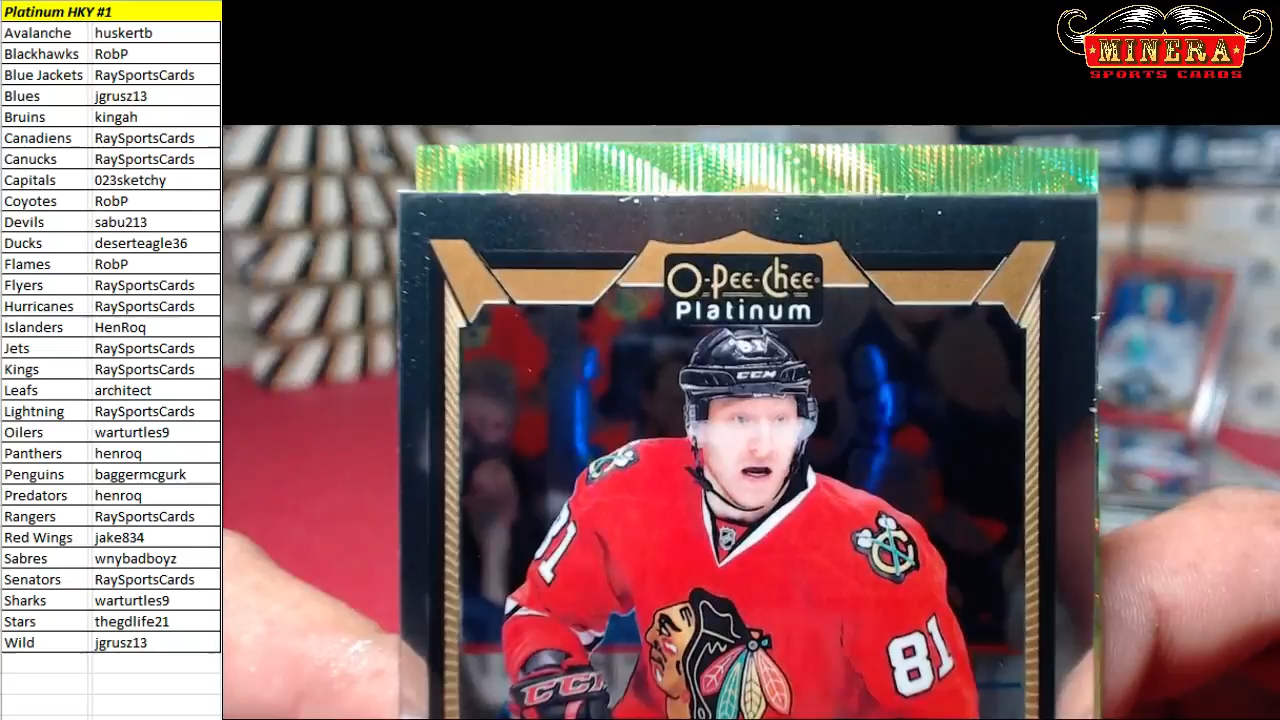 Platinum HKY #1
Avalanche huskertb
Blackhawks RobP
Blue Jackets RaySportsCards
Blues jgrusz13
Bruins kingah
Canadiens RaySportsCards
Canucks RaySportsCards
Capitals 023sketchy
Coyotes RobP
Devils sabu213
Ducks deserteagle36
Flames RobP
Flyers RaySportsCards
Hurricanes RaySportsCards
Islanders HenRoq
Jets RaySportsCards
Kings RaySportsCards
Leafs architect
Lightning RaySportsCards
Oilers warturtles9
Panthers henroq
Penguins baggermcgurk
Predators henroq
Rangers RaySportsCards
Red Wings jake834
Sabres wnybadboyz
Senators RaySportsCards
Sharks warturtles9
Stars thegdlife21
Wild jgrusz13
MINERA
SPORTS CARDS
O-Pee-Chee
Platinum
81
CCM
81
81
CCM